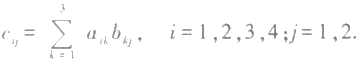 c_{ij} = \sum_{k=1}^{3} a_{ik} b_{kj} ,    i = 1 , 2 , 3 , 4 ; j = 1 , 2.